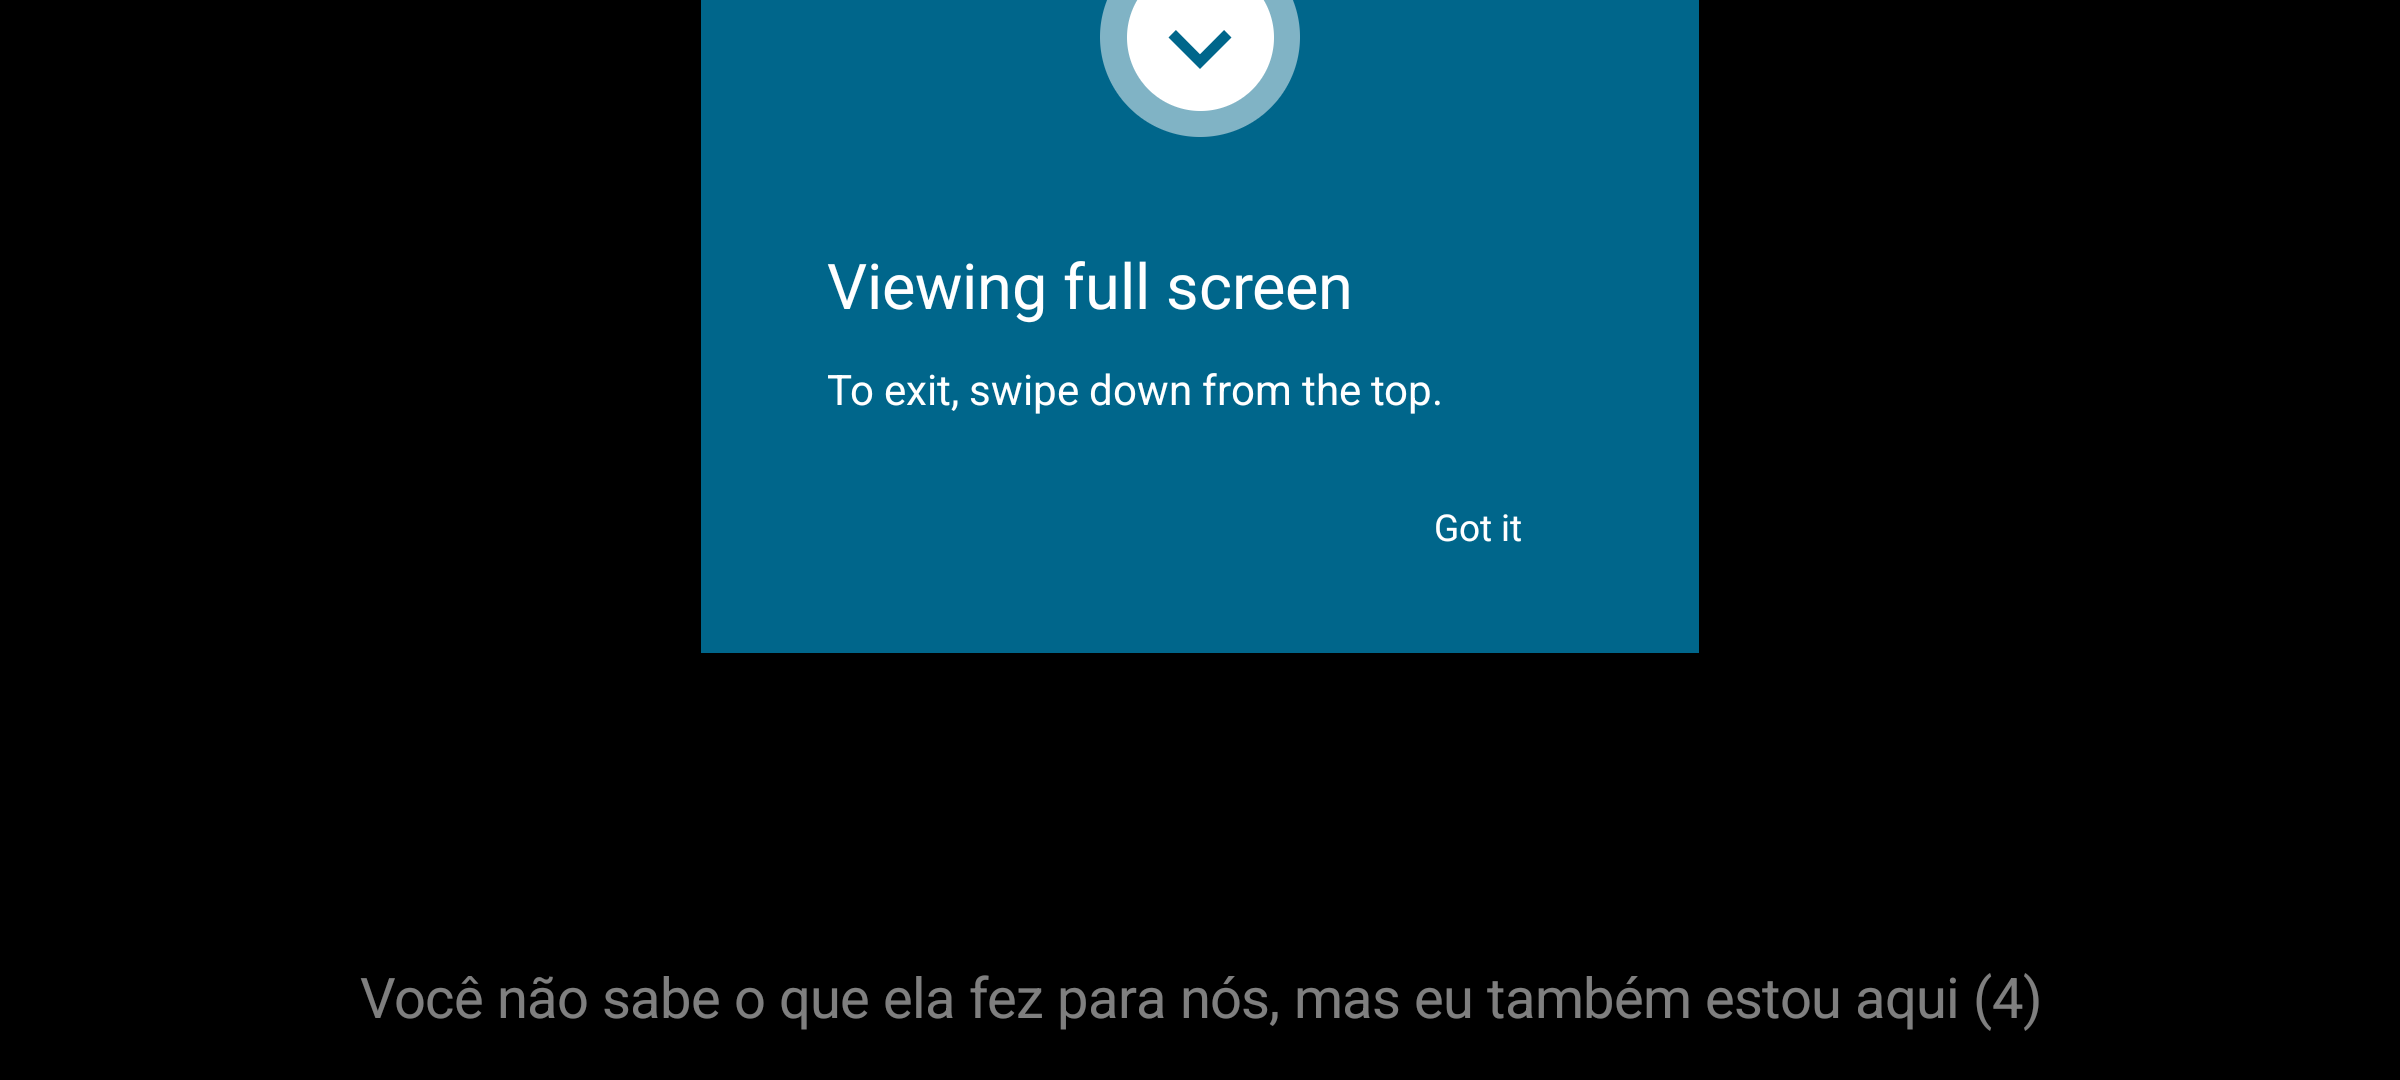 Viewing full screen
To exit, swipe down from the top.
Got it
Você não sabe o que ela fez para nós, mas eu também estou aqui (4)